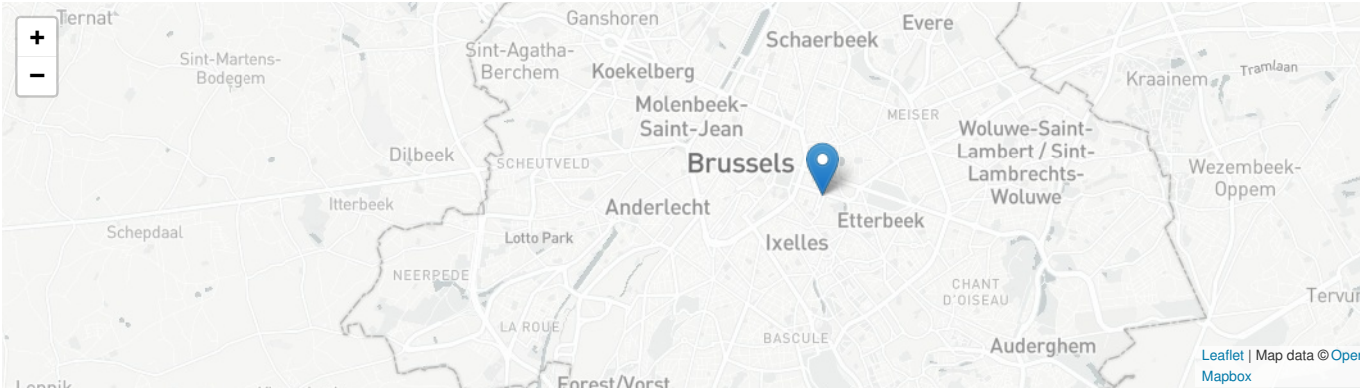 +
−
Ternat
Ganshoren
Evere
Schaerbeek
Sint-Martens-
Bodegem
Sint-Agatha-
Berchem
Koekelberg
Kraainem
Tramlaan
Molenbeek-
Saint-Jean
MEISER
Woluwe-Saint-
Lambert / Sint-
Lambrechts-
Woluwe
Dilbeek
SCHEUTVELD
Brussels
Wezembeek-
Oppem
Itterbeek
Anderlecht
Etterbeek
Schepdaal
Lotto Park
Ixelles
NEERPEDE
CHANT
D'OISEAU
Tervur
LA ROUE
BASCULE
Auderghem
Leaflet | Map data © Oper
Mapbox
Forest/Vorst